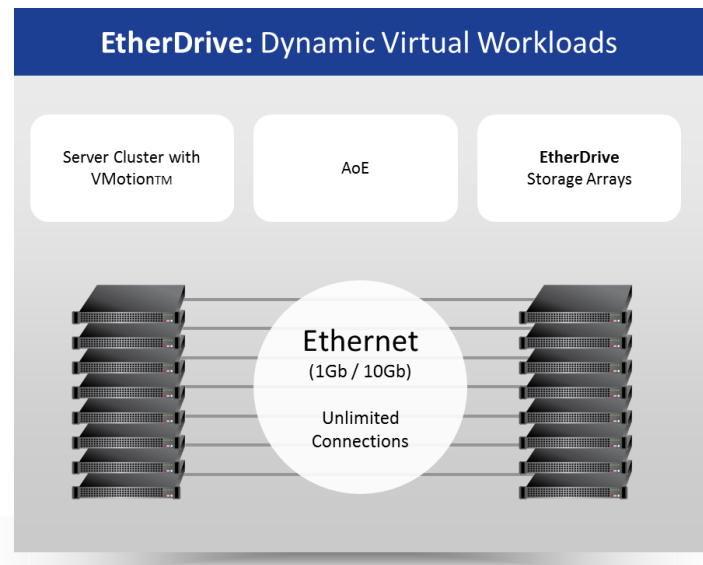 EtherDrive: Dynamic Virtual Workloads
Server Cluster with
VMotionTM
AoE
EtherDrive
Storage Arrays
Ethernet
(1Gb / 10Gb)
Unlimited
Connections